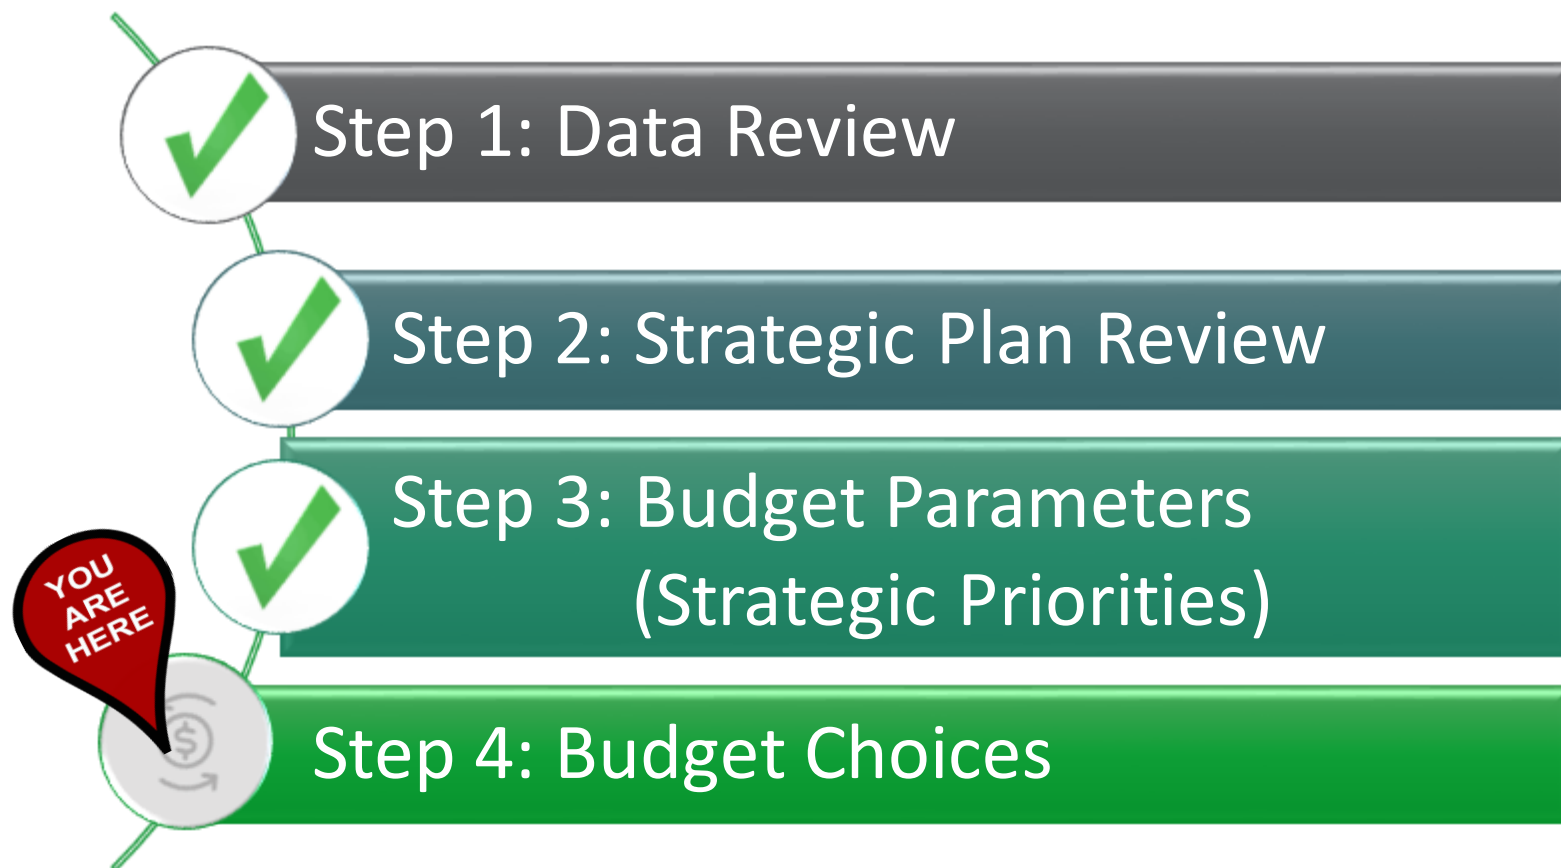 Step 1: Data Review
Step 2: Strategic Plan Review
Step 3: Budget Parameters
(Strategic Priorities)
YOU
ARE
HERE
$
Step 4: Budget Choices